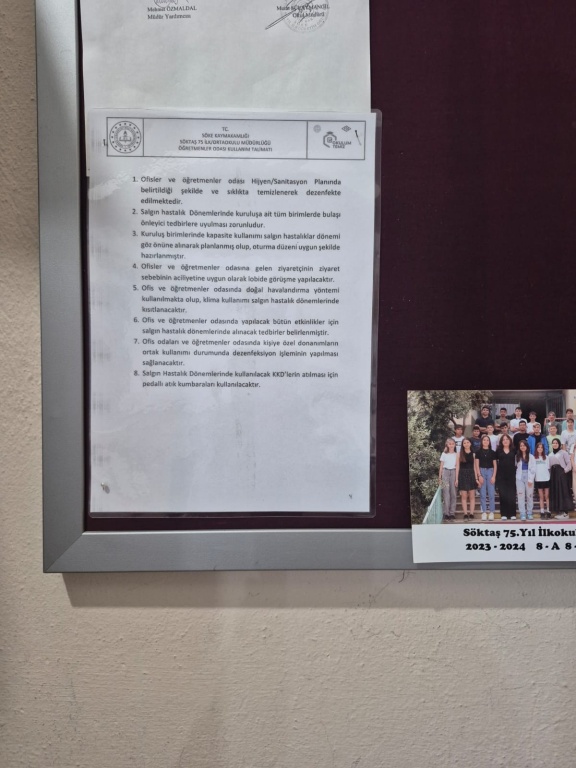 Mehmet ÖZMALDAL
Müdür Yardımcısı
Okul Müdürü
T.C.
SÖKE KAYMAKAMLIĞI
SÖKTAŞ 75 İLK/ORTAOKULU MÜDÜRLÜĞÜ
ÖĞRETMENLER ODASI KULLANIM TALİMATI
1. Ofisler ve öğretmenler odası Hijyen/Sanitasyon Planında
belirtildiği şekilde ve sıklıkta temizlenerek dezenfekte
edilmektedir.
2. Salgın hastalık Dönemlerinde kuruluşa ait tüm birimlerde bulaşı
önleyici tedbirlere uyulması zorunludur.
3. Kuruluş birimlerinde kapasite kullanımı salgın hastalıklar dönemi
göz önüne alınarak planlanmış olup, oturma düzeni uygun şekilde
hazırlanmıştır.
4. Ofisler ve öğretmenler odasına gelen ziyaretçinin ziyaret
sebebinin aciliyetine uygun olarak lobide görüşme yapılacaktır.
5. Ofis ve öğretmenler odasında doğal havalandırma yöntemi
kullanılmakta olup, klima kullanımı salgın hastalık dönemlerinde
kısıtlanacaktır.
6. Ofis ve öğretmenler odasında yapılacak bütün etkinlikler için
salgın hastalık dönemlerinde alınacak tedbirler belirlenmiştir.
7. Ofis odaları ve öğretmenler odasında kişiye özel donanımların
ortak kullanımı durumunda dezenfeksiyon işleminin yapılması
sağlanacaktır.
8. Salgın Hastalık Dönemlerinde kullanılacak KKD'lerin atılması için
pedallı atık kumbaraları kullanılacaktır.
Söktaş 75.Yıl İlkoku
2023 - 2024 8 - A 8 -